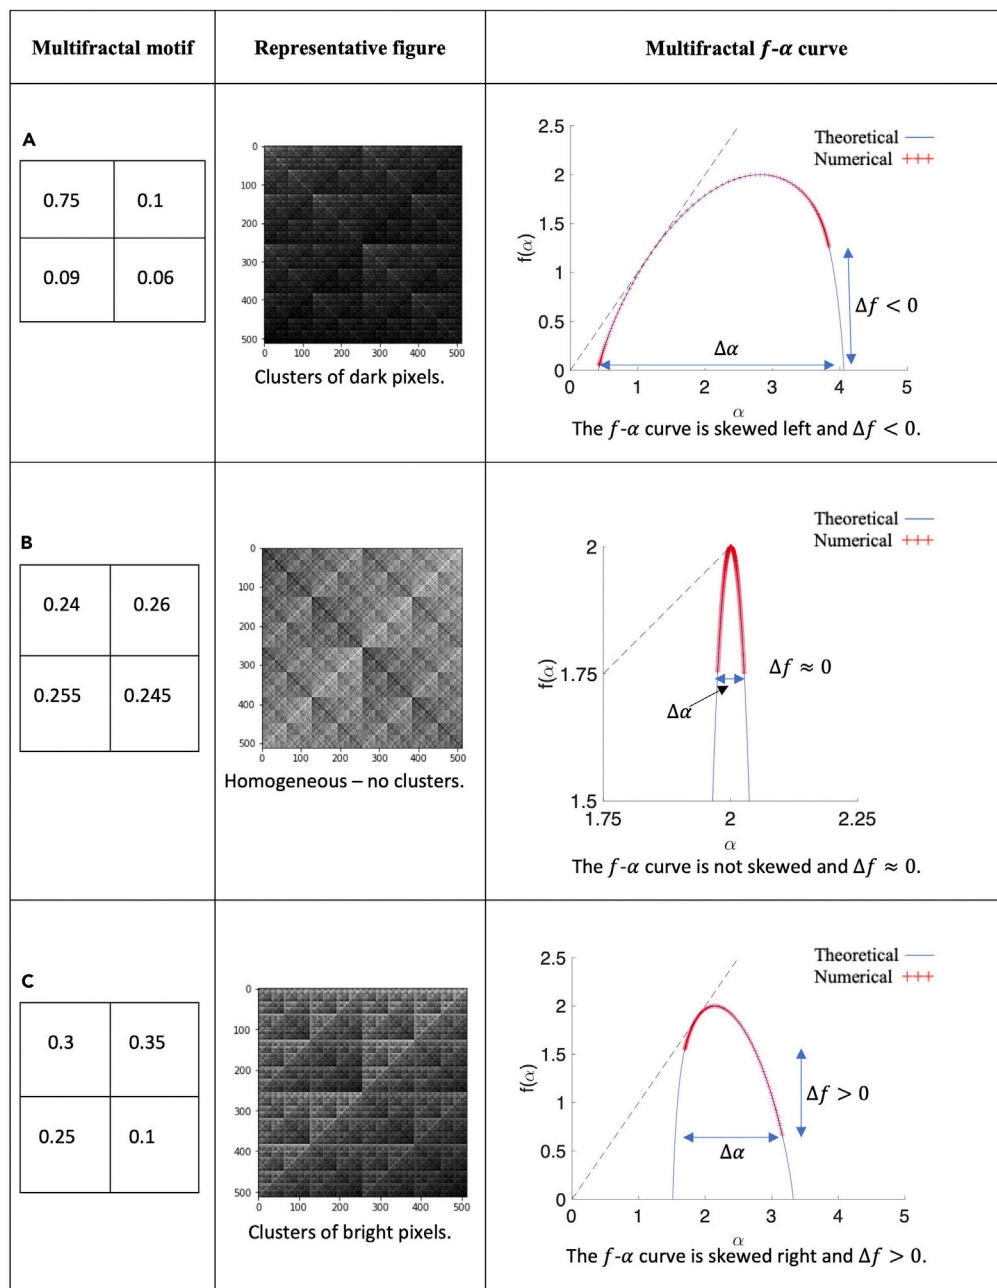 Multifractal motif
Representative figure
Multifractal f-α curve
A
0.75
0.1
0.09
0.06
0
100
200
300
400
500
0
100
200
300
400
500
Clusters of dark pixels.
2.5
2
1.5
1
0.5
0
f(α)
0
1
2
3
4
5
α
Theoretical
Numerical
Δf < 0
Δα
The f-α curve is skewed left and Δf < 0.
B
0.24
0.26
0.255
0.245
0
100
200
300
400
500
0
100
200
300
400
500
Homogeneous – no clusters.
Theoretical
Numerical
2
1.75
1.5
f(α)
1.75
2
2.25
α
Δf ≈ 0
Δα
The f-α curve is not skewed and Δf ≈ 0.
C
0.3
0.35
0.25
0.1
0
100
200
300
400
500
0
100
200
300
400
500
Clusters of bright pixels.
Theoretical
Numerical
2.5
2
1.5
1
0.5
0
f(α)
0
1
2
3
4
5
α
Δf > 0
Δα
The f-α curve is skewed right and Δf > 0.